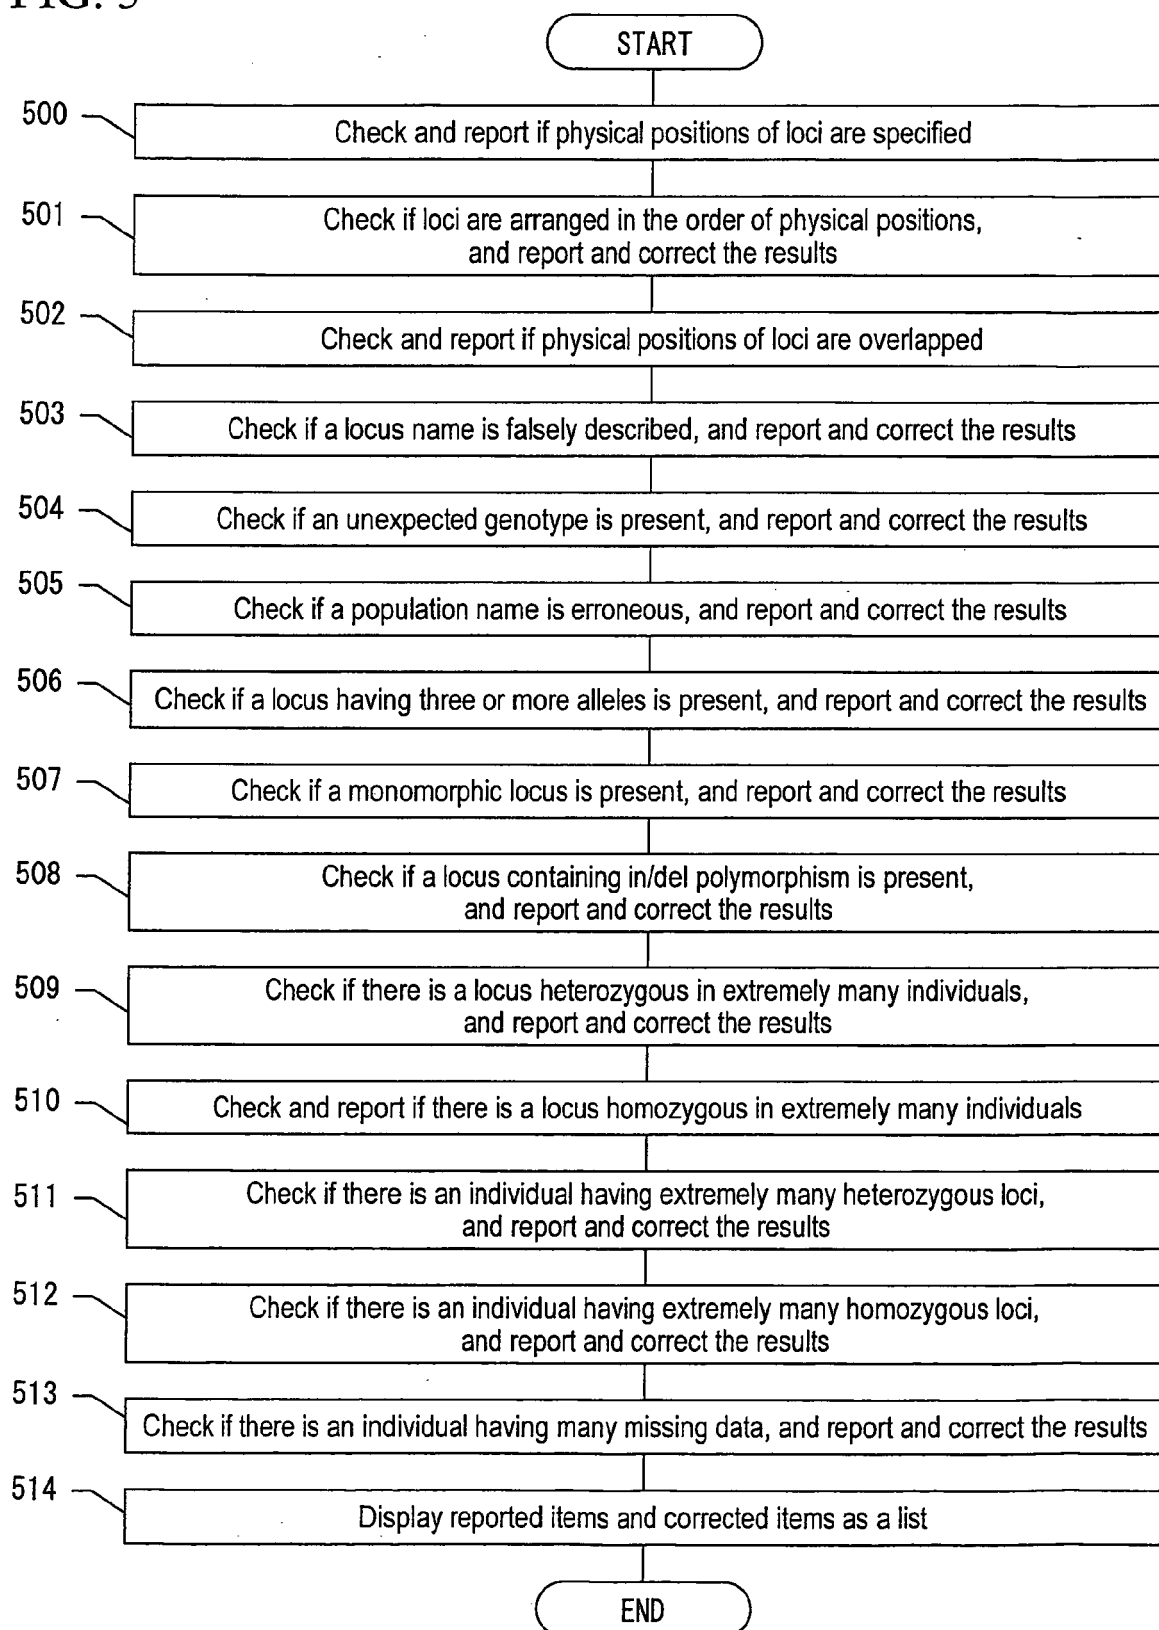 FIG. 5
START
500
Check and report if physical positions of loci are specified
501
Check if loci are arranged in the order of physical positions,
and report and correct the results
502
Check and report if physical positions of loci are overlapped
503
Check if a locus name is falsely described, and report and correct the results
504
Check if an unexpected genotype is present, and report and correct the results
505
Check if a population name is erroneous, and report and correct the results
506
Check if a locus having three or more alleles is present, and report and correct the results
507
Check if a monomorphic locus is present, and report and correct the results
508
Check if a locus containing in/del polymorphism is present,
and report and correct the results
509
Check if there is a locus heterozygous in extremely many individuals,
and report and correct the results
510
Check and report if there is a locus homozygous in extremely many individuals
511
Check if there is an individual having extremely many heterozygous loci,
and report and correct the results
512
Check if there is an individual having extremely many homozygous loci,
and report and correct the results
513
Check if there is an individual having many missing data, and report and correct the results
514
Display reported items and corrected items as a list
END